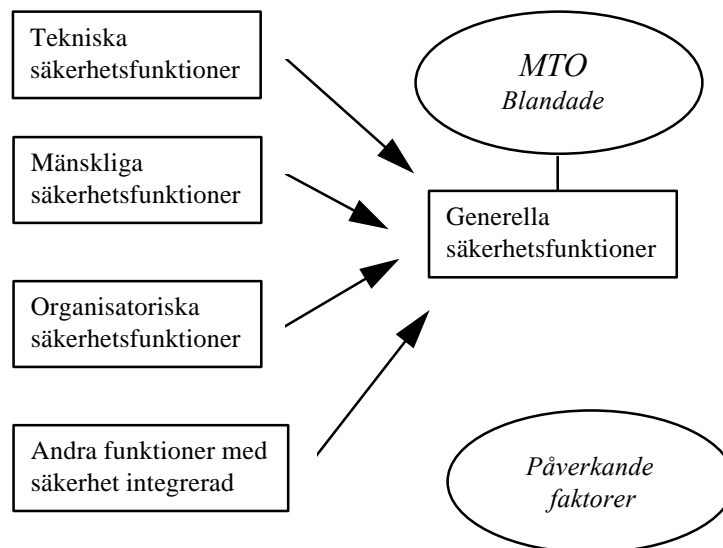 Tekniska
säkerhetsfunktioner
MTO
Blandade
Mänskliga
säkerhetsfunktioner
Generella
säkerhetsfunktioner
Organisatoriska
säkerhetsfunktioner
Andra funktioner med
säkerhet integrerad
Påverkande
faktorer